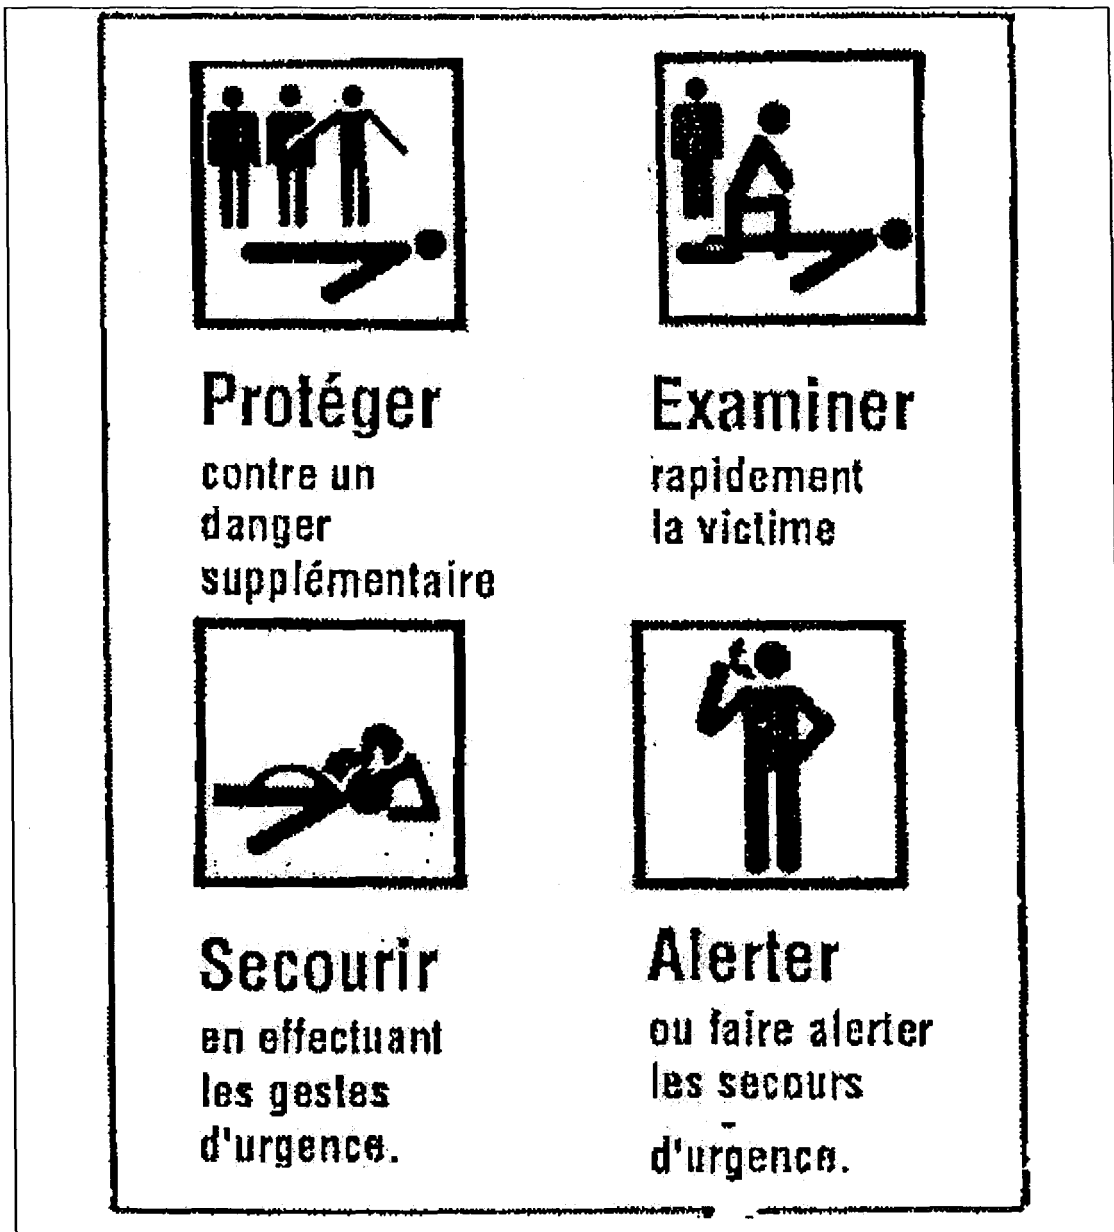 Protéger
contre un
danger
supplémentaire
Examiner
rapidement
la victime
Secourir
en effectuant
les gestes
d'urgence.
Alerter
ou faire alerter
les secours
d'urgence.